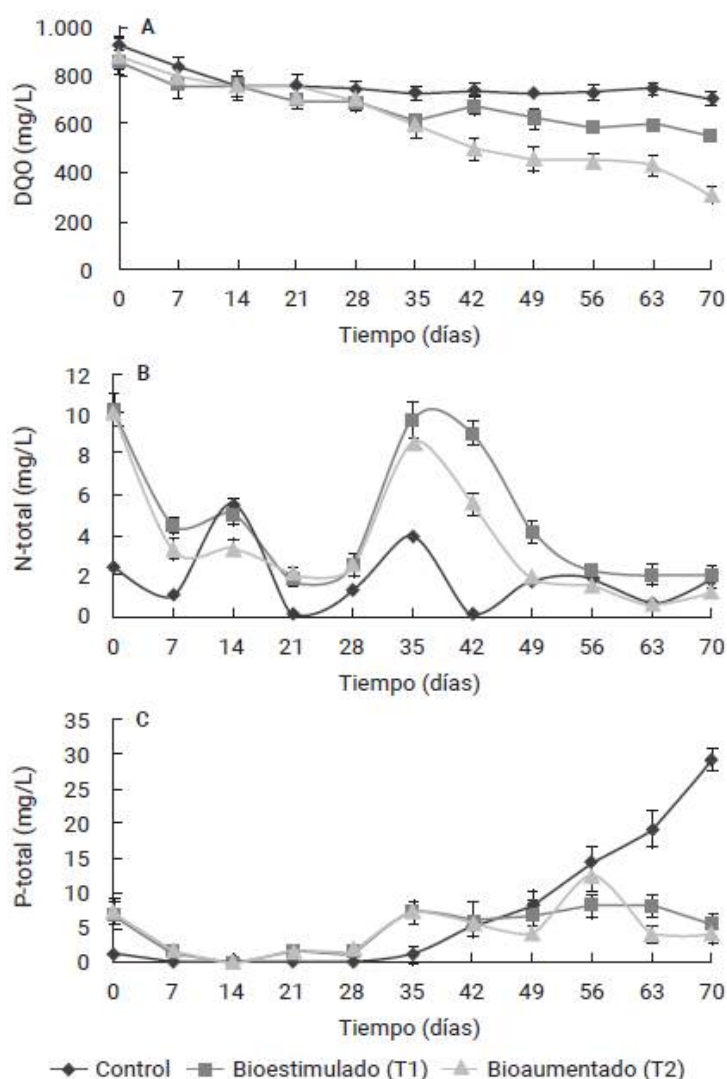 A
DQO (mg/L)
1.000
800
600
400
200
0
0 7 14 21 28 35 42 49 56 63 70
Tiempo (días)
B
N-total (mg/L)
12
10
8
6
4
2
0
0 7 14 21 28 35 42 49 56 63 70
Tiempo (días)
C
P-total (mg/L)
35
30
25
20
15
10
5
0
0 7 14 21 28 35 42 49 56 63 70
Tiempo (días)
Control Bioestimulado (T1) Bioaumentado (T2)